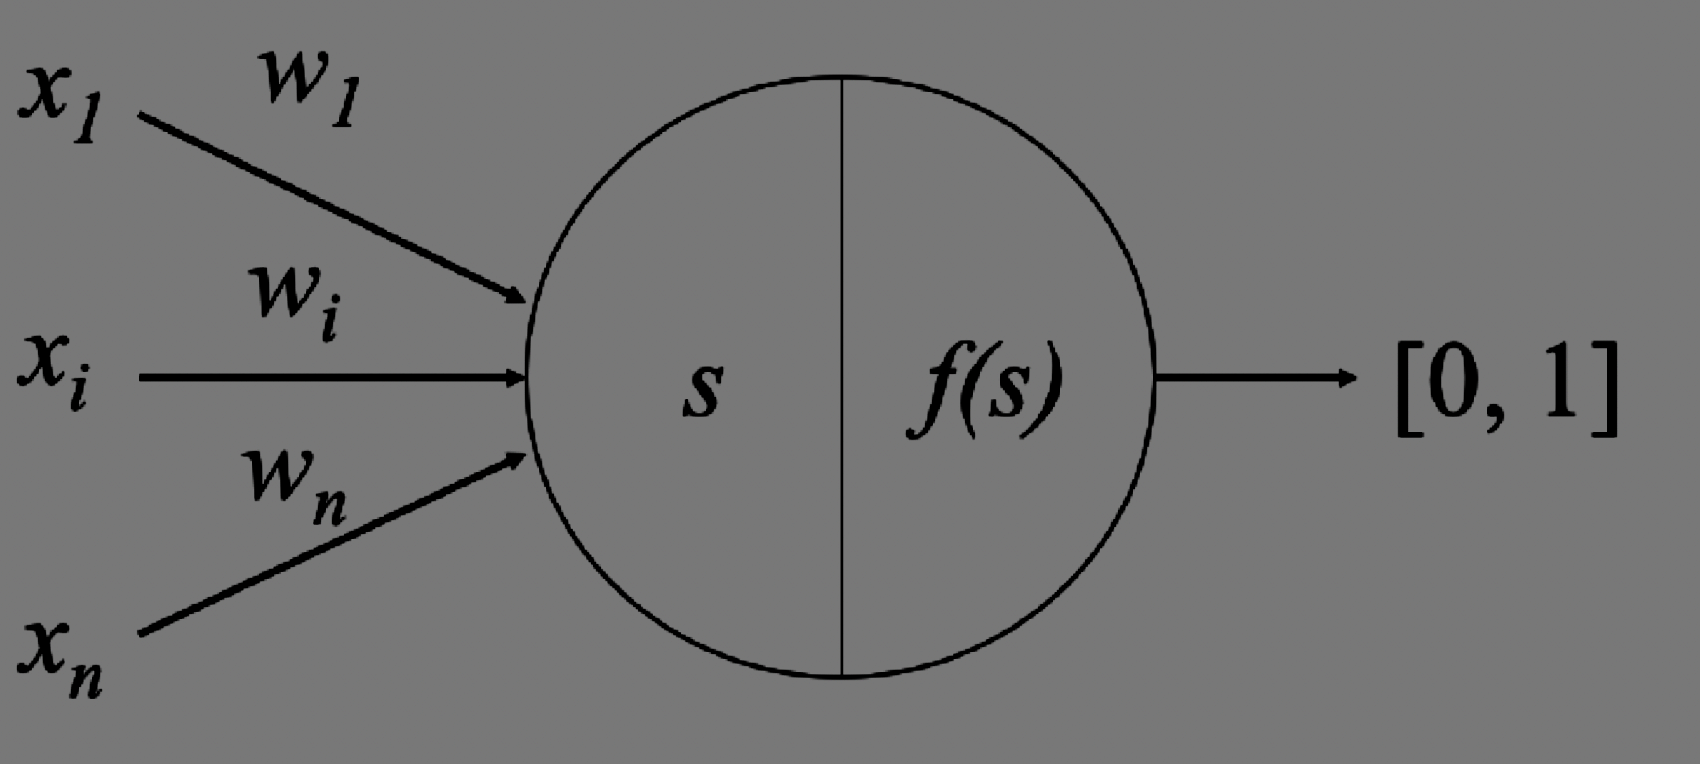 x1 w1
xi wi
wn
xn
s f(s) [0, 1]